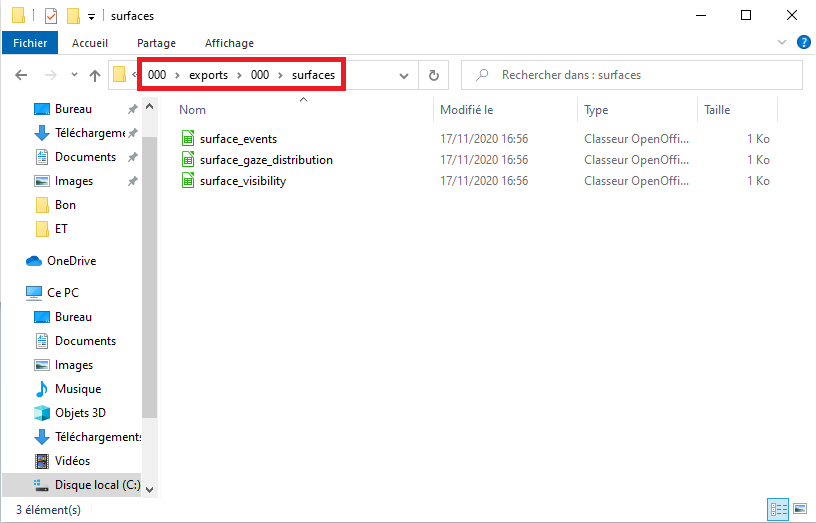 surfaces
Fichier Accueil Partage Affichage
« 000 > exports > 000 > surfaces
Rechercher dans : surfaces
Nom Modifié le Type Taille
surface_events 17/11/2020 16:56 Classeur OpenOffi... 1 Ko
surface_gaze_distribution 17/11/2020 16:56 Classeur OpenOffi... 1 Ko
surface_visibility 17/11/2020 16:56 Classeur OpenOffi... 1 Ko
Bureau
Téléchargeme
Documents
Images
Bon
ET
OneDrive
Ce PC
Bureau
Documents
Images
Musique
Objets 3D
Téléchargements
Vidéos
Disque local (C:)
3 élément(s)